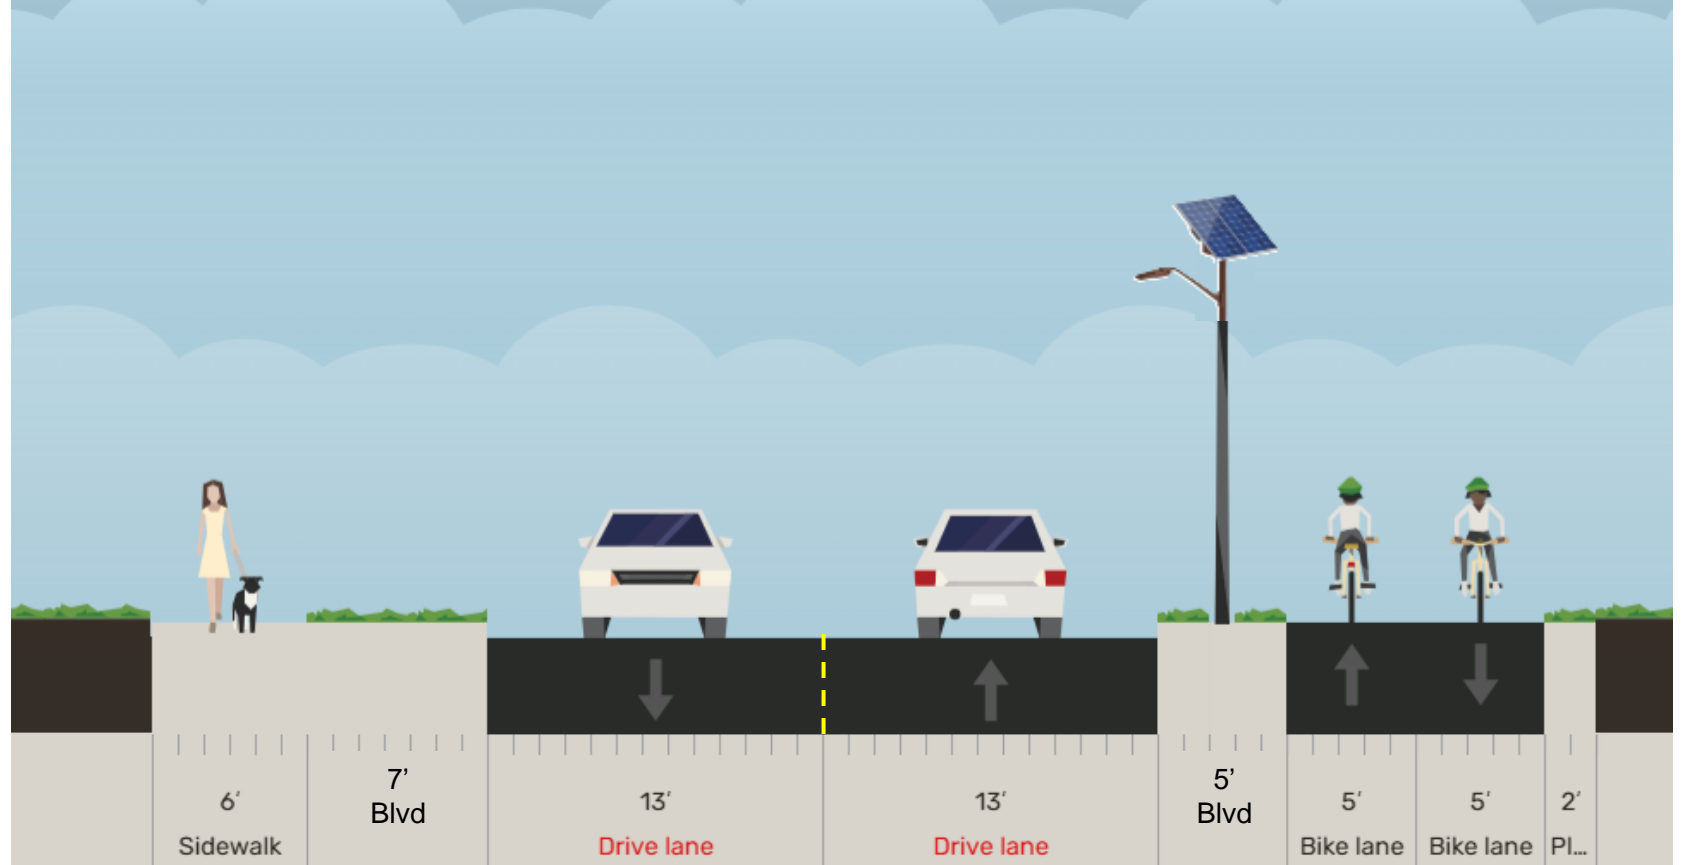 6′
Sidewalk
7’
Blvd
13′
Drive lane
13′
Drive lane
5’
Blvd
5′
Bike lane
5′
Bike lane
2′
Pl...